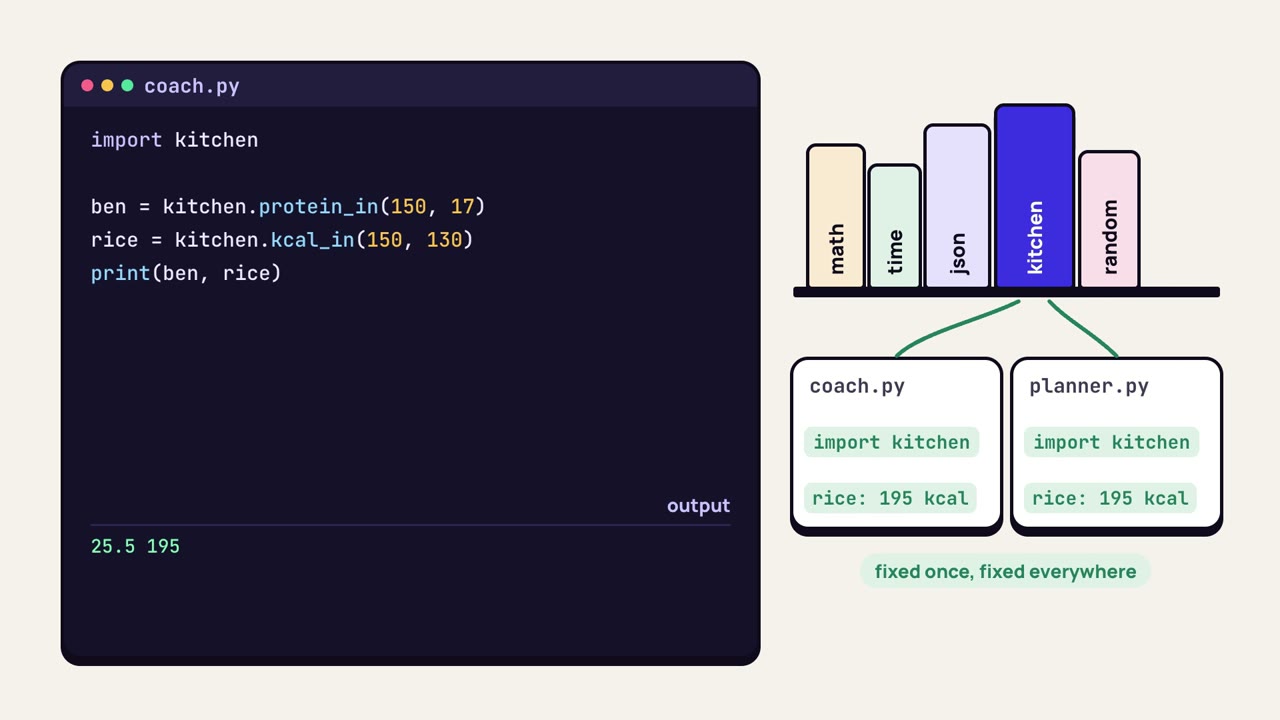 coach.py
import kitchen
ben = kitchen.protein_in(150, 17)
rice = kitchen.kcal_in(150, 130)
print(ben, rice)
output
25.5 195
math
time
json
kitchen
random
coach.py
import kitchen
rice: 195 kcal
planner.py
import kitchen
rice: 195 kcal
fixed once, fixed everywhere